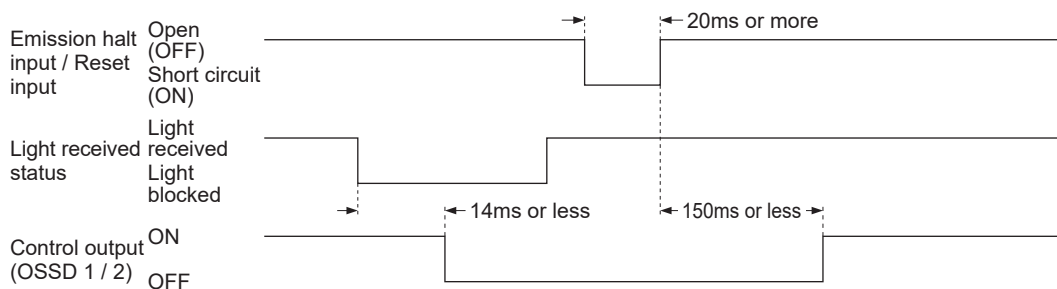 20ms or more
Emission halt
input / Reset
input
Open
(OFF)
Short circuit
(ON)
Light received
status
Light
received
Light
blocked
14ms or less
150ms or less
Control output
(OSSD 1 / 2)
ON
OFF